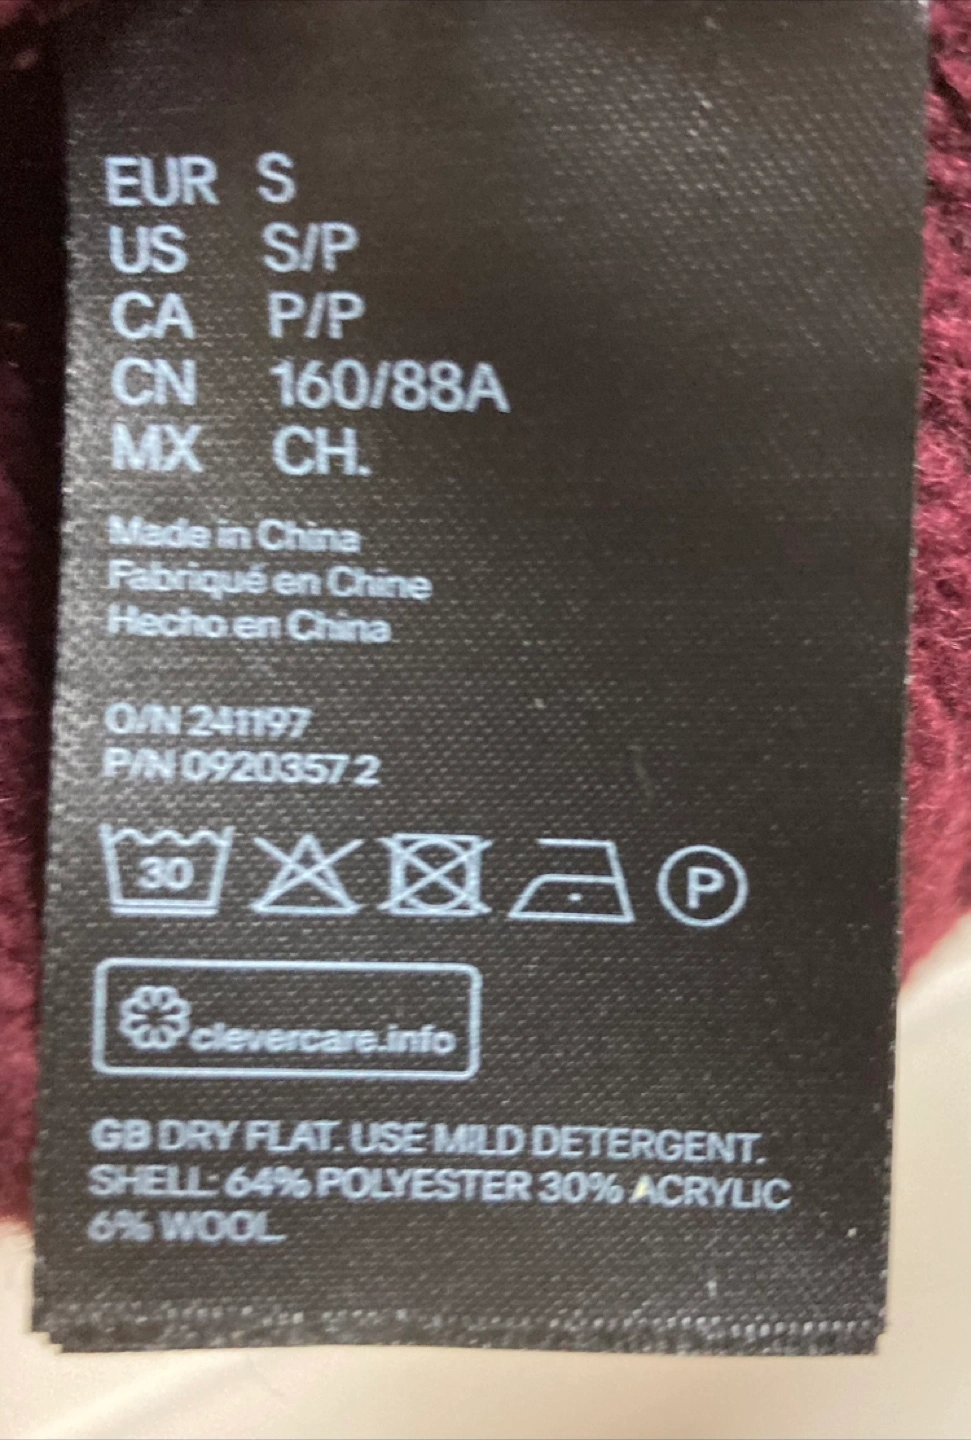 EUR S
US S/P
CA P/P
CN 160/88A
MX CH.
Made in China
Fabriqué en Chine
Hecho en China
O/N 241197
P/N 0920357 2
30 P
clevercare.info
GB DRY FLAT. USE MILD DETERGENT.
SHELL: 64% POLYESTER 30% ACRYLIC
6% WOOL